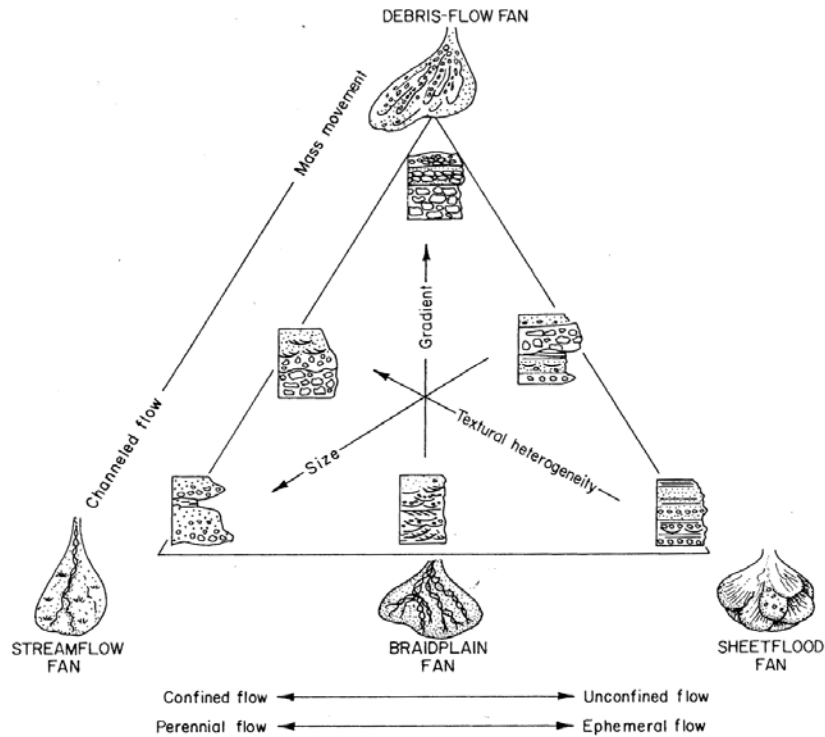 DEBRIS-FLOW FAN
Mass movement
Gradient
Channeled flow
Size
Textural heterogeneity
STREAMFLOW
FAN
BRAIDPLAIN
FAN
SHEETFLOOD
FAN
Confined flow Unconfined flow
Perennial flow Ephemeral flow